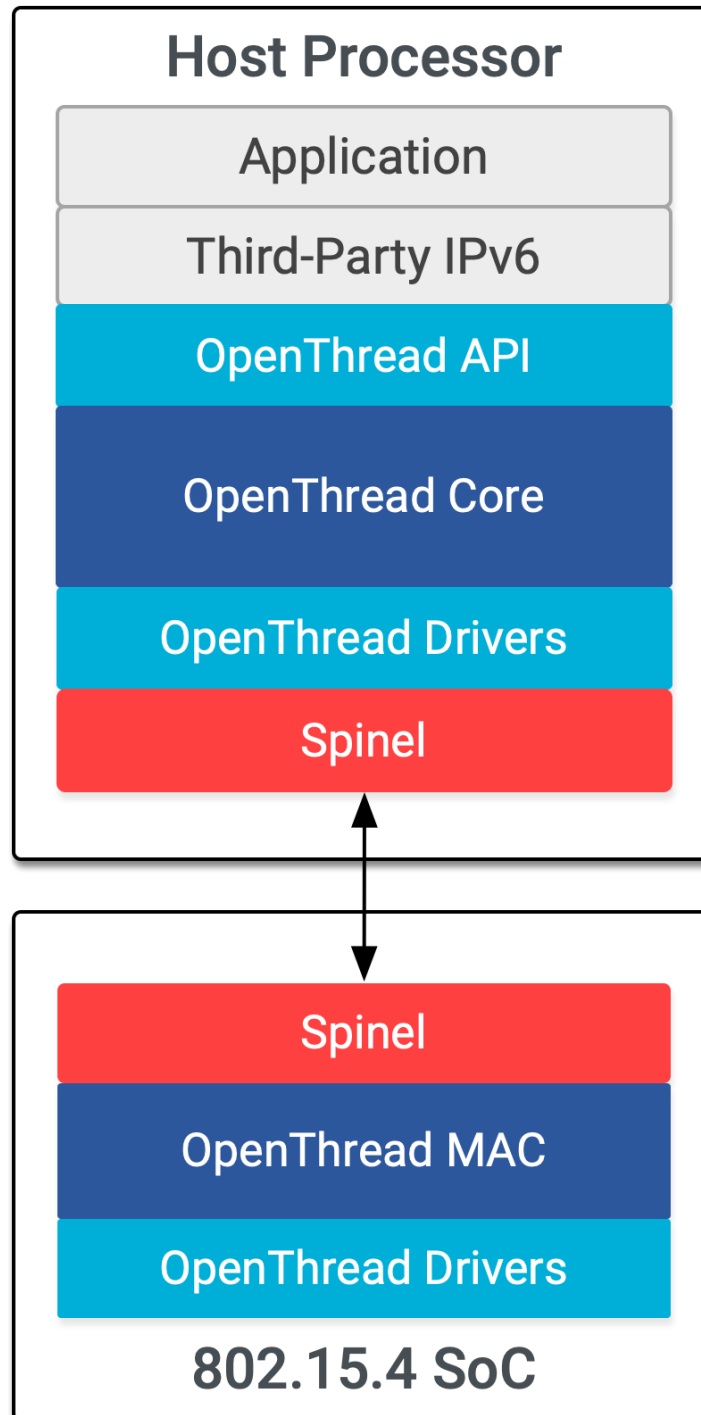 Host Processor
Application
Third-Party IPv6
OpenThread API
OpenThread Core
OpenThread Drivers
Spinel
Spinel
OpenThread MAC
OpenThread Drivers
802.15.4 SoC